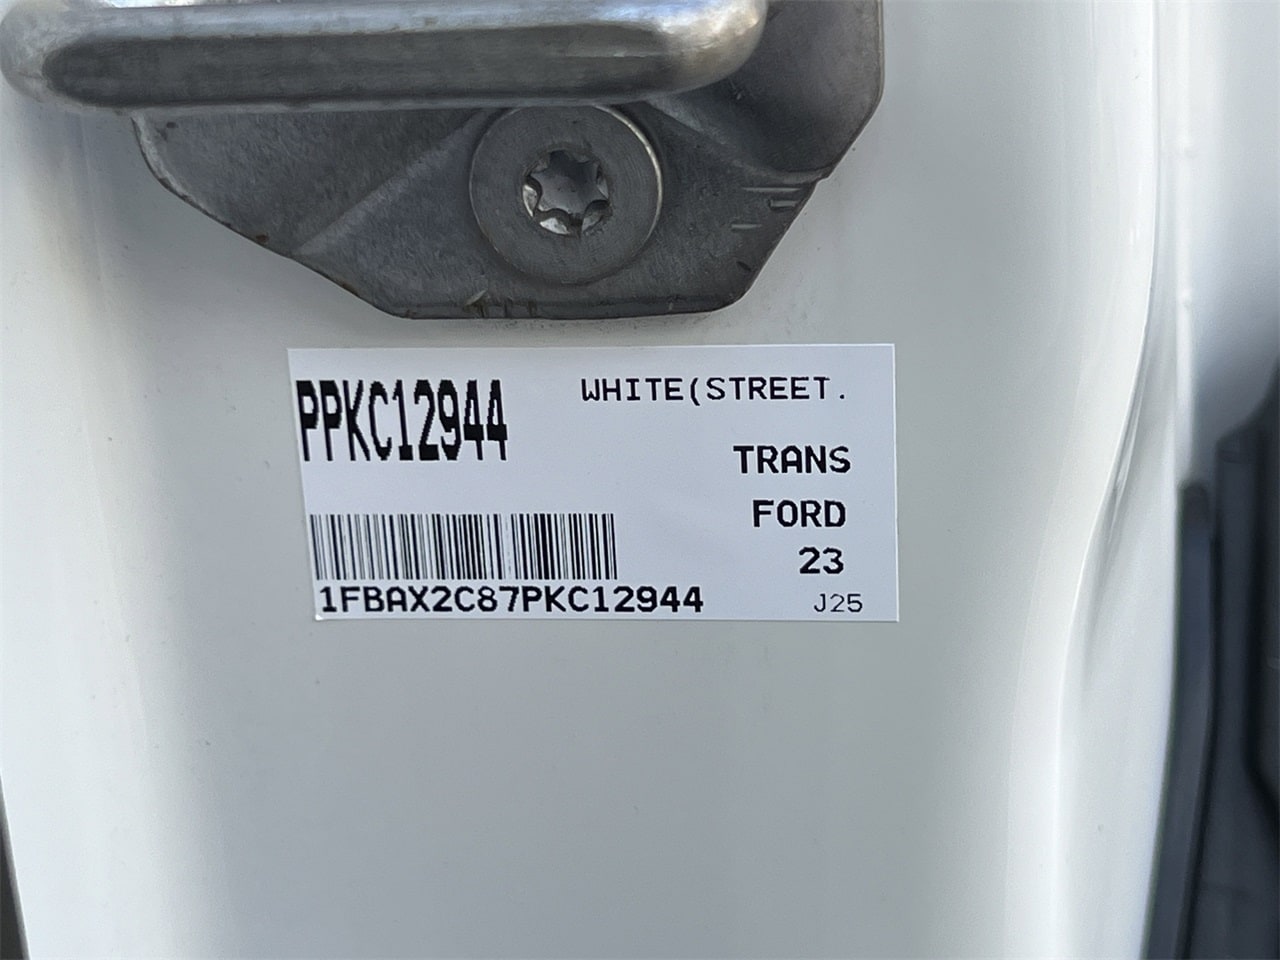 PPKC12944
WHITE(STREET.
TRANS
FORD
23
1FBAX2C87PKC12944
J25